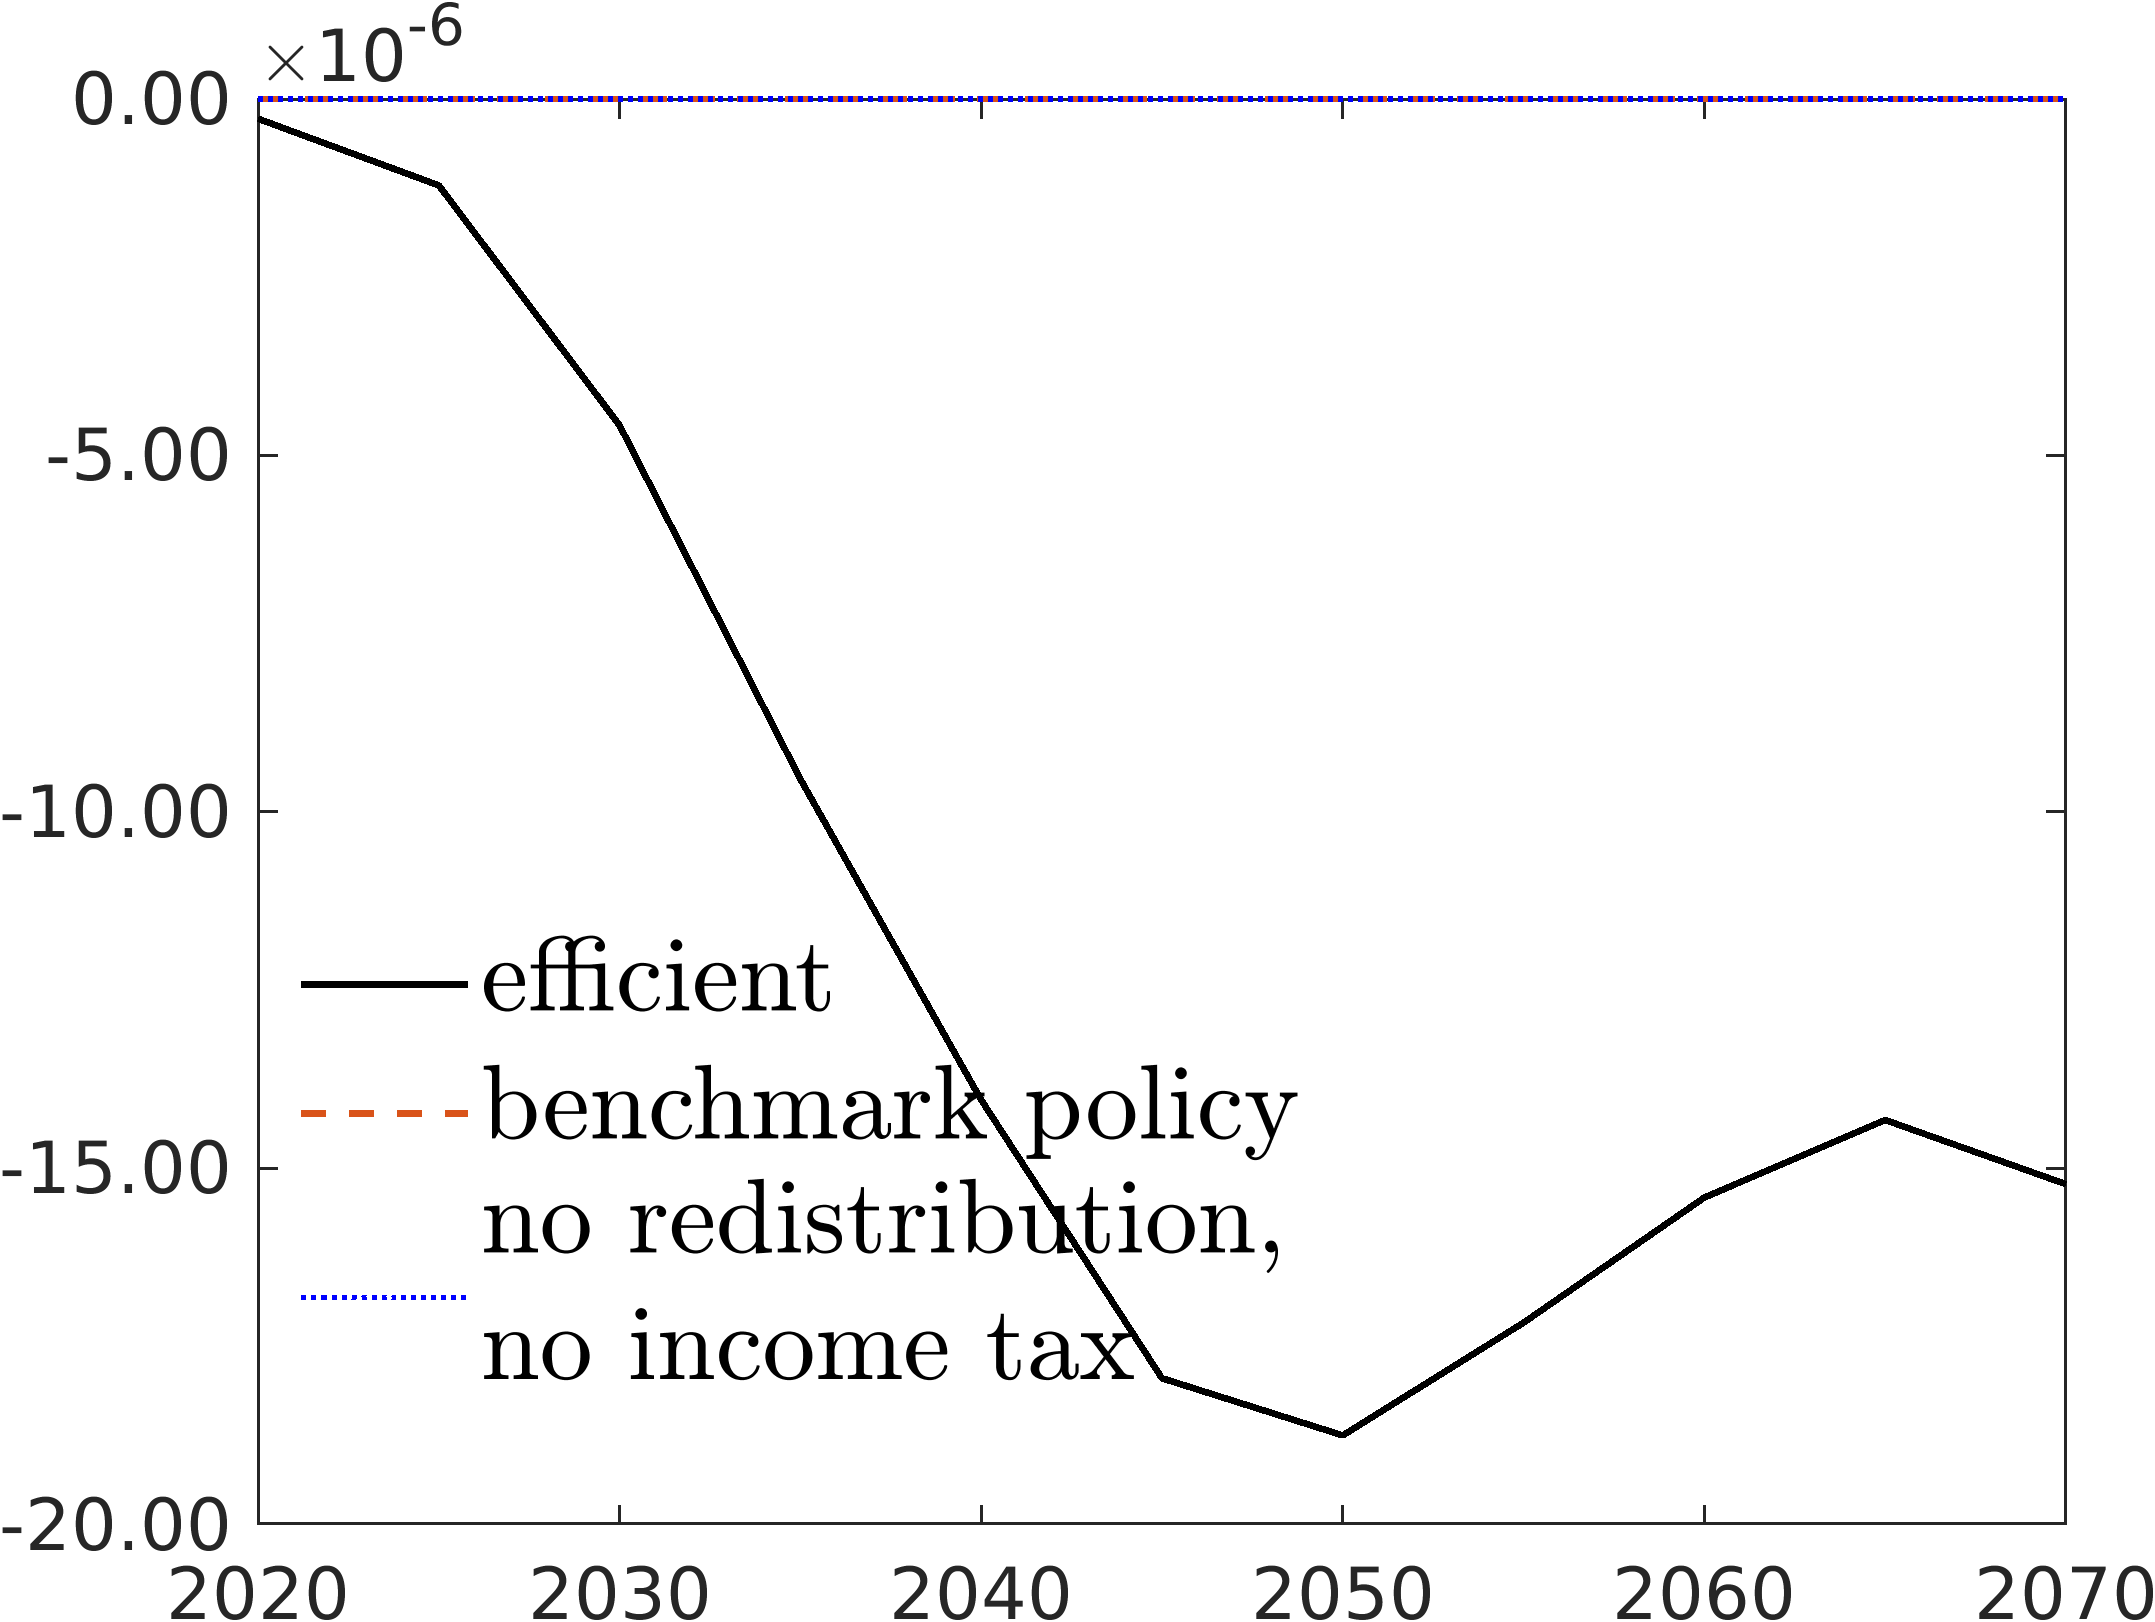 ×10-6
0.00
-5.00
-10.00
-15.00
-20.00
efficient
benchmark policy
no redistribution,
no income tax
2020 2030 2040 2050 2060 2070